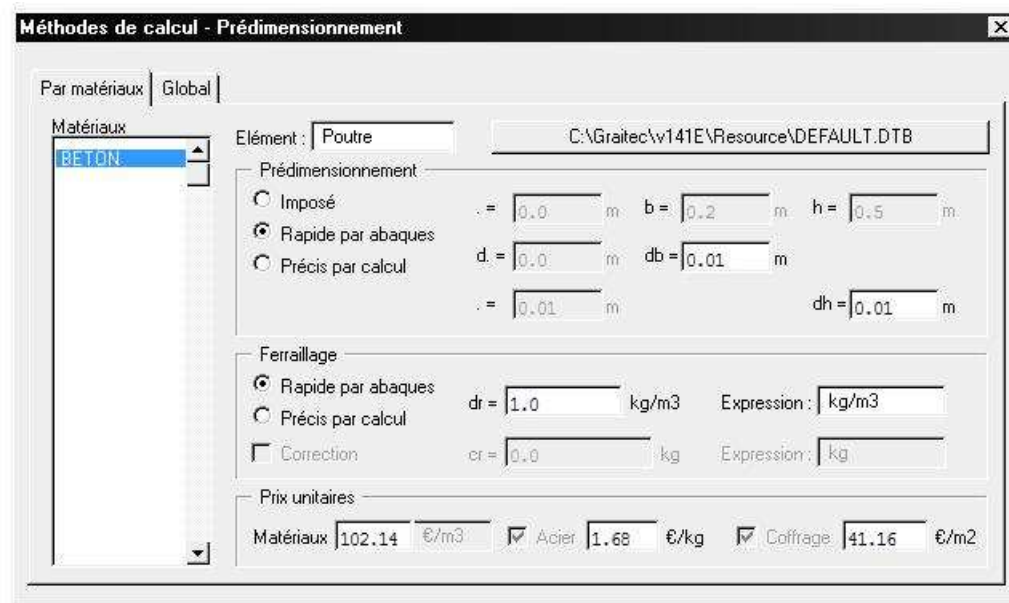 Méthodes de calcul - Prédimensionnement
Par matériaux Global
Matériaux
BETON
Elément : Poutre C:\Graitec\v141E\Resource\DEFAULT.DTB
Prédimensionnement
Imposé . = 0.0 m b = 0.2 m h = 0.5 m
Rapide par abaques
Précis par calcul d. = 0.0 m db = 0.01 m
. = 0.01 m dh = 0.01 m
Ferraillage
Rapide par abaques
Précis par calcul dr = 1.0 kg/m3 Expression : kg/m3
Correction cr = 0.0 kg Expression : kg
Prix unitaires
Matériaux 102.14 €/m3 Acier 1.68 €/kg Coffrage 41.16 €/m2